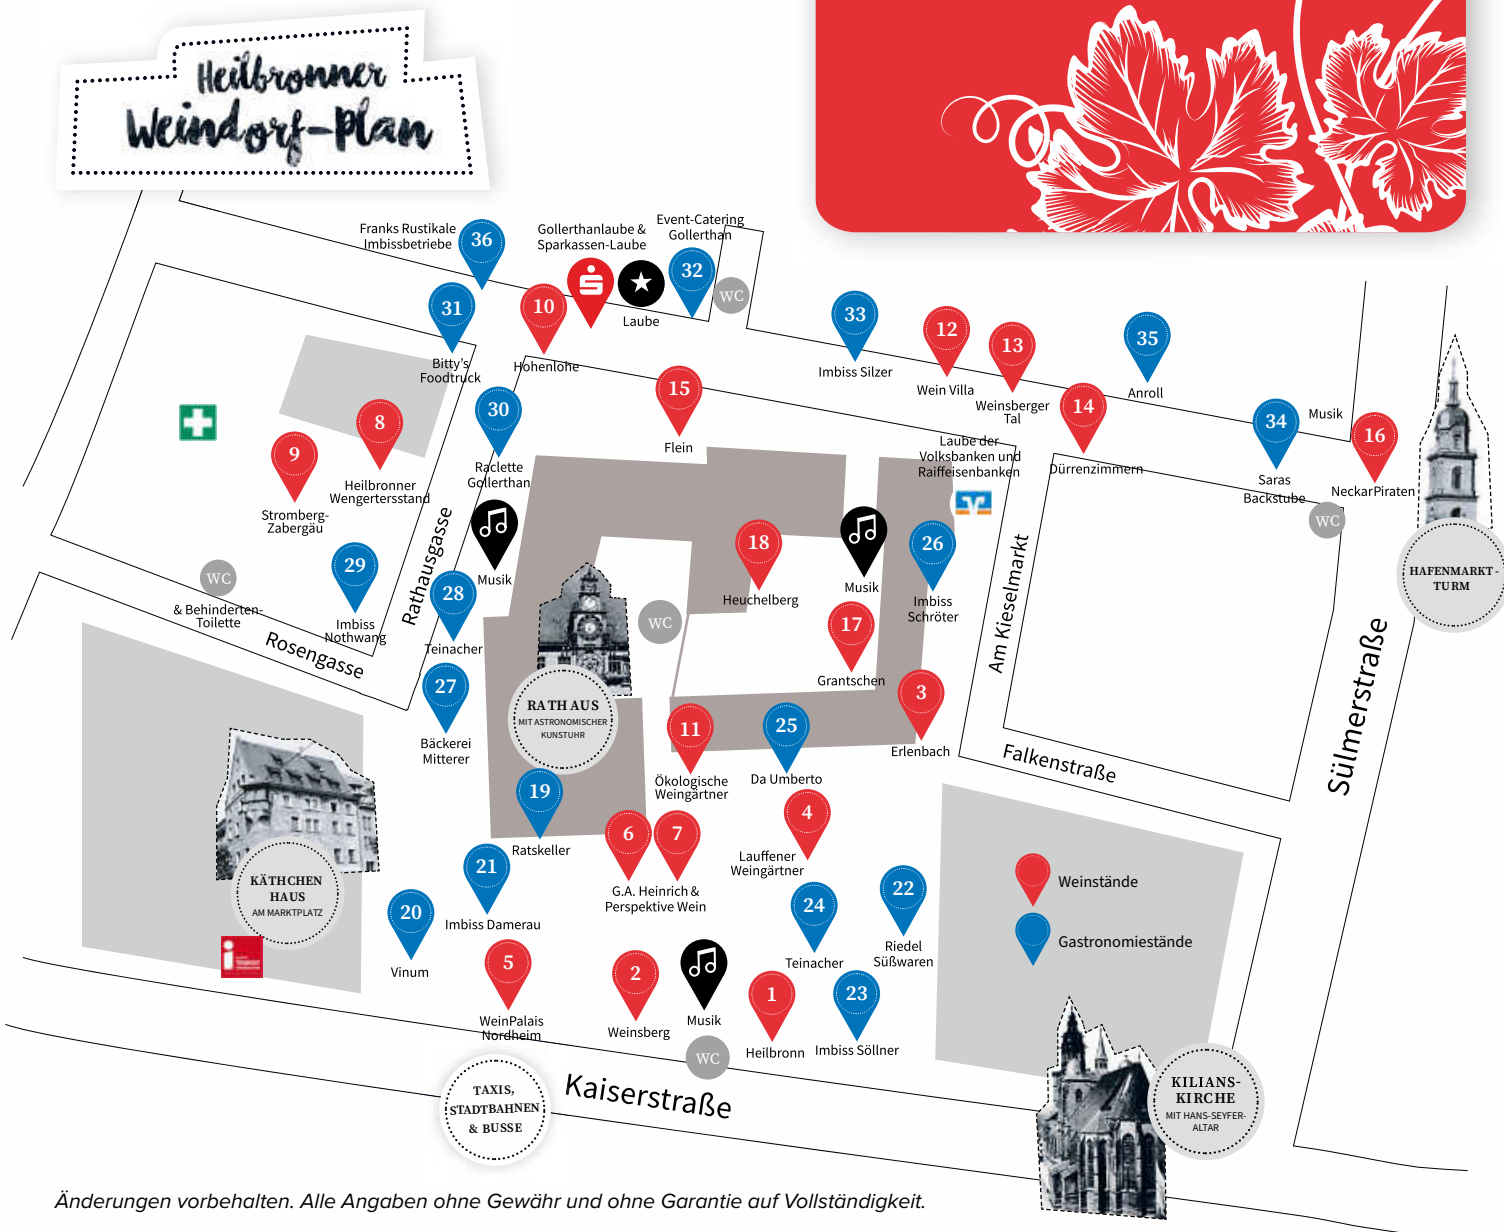 Heilbronner
Weindorf-Plan
Franks Rustikale
Imbissbetriebe
36
Gollerthanlaube &
Sparkassen-Laube
Laube
Event-Catering
Gollerthan
32
WC
31
Bitty's
Foodtruck
10
Hohenlohe
33
Imbiss Silzer
12
Wein Villa
13
Weinsberger
Tal
35
Anroll
14
Dürrenzimmern
34
Saras
Backstube
Musik
16
NeckarPiraten
WC
15
Flein
30
Raclette
Gollerthan
8
Heilbronner
Wengertersstand
9
Stromberg-
Zabergäu
Laube der
Volksbanken und
Raiffeisenbanken
HAFENMARKT-
TURM
WC
& Behinderten-
Toilette
29
Imbiss
Nothwang
Rathausgasse
Rosengasse
Musik
28
Teinacher
27
Bäckerei
Mitterer
18
Heuchelberg
Musik
26
Imbiss
Schröter
17
Grantschen
WC
RATHAUS
MIT ASTRONOMISCHER
KUNSTUHR
3
Erlenbach
Am Kieselmarkt
Falkenstraße
Sülmerstraße
11
Ökologische
Weingärtner
25
Da Umberto
19
Ratskeller
6
7
G.A. Heinrich &
Perspektive Wein
4
Lauffener
Weingärtner
KÄTHCHEN
HAUS
AM MARKTPLATZ
i
20
Vinum
21
Imbiss Damerau
24
Teinacher
22
Riedel
Süßwaren
Weinstände
Gastronomiestände
5
WeinPalais
Nordheim
2
Weinsberg
Musik
1
Heilbronn
23
Imbiss Söllner
WC
TAXIS,
STADTBAHNEN
& BUSSE
Kaiserstraße
KILIANS-
KIRCHE
MIT HANS-SEYFER-
ALTAR
Änderungen vorbehalten. Alle Angaben ohne Gewähr und ohne Garantie auf Vollständigkeit.